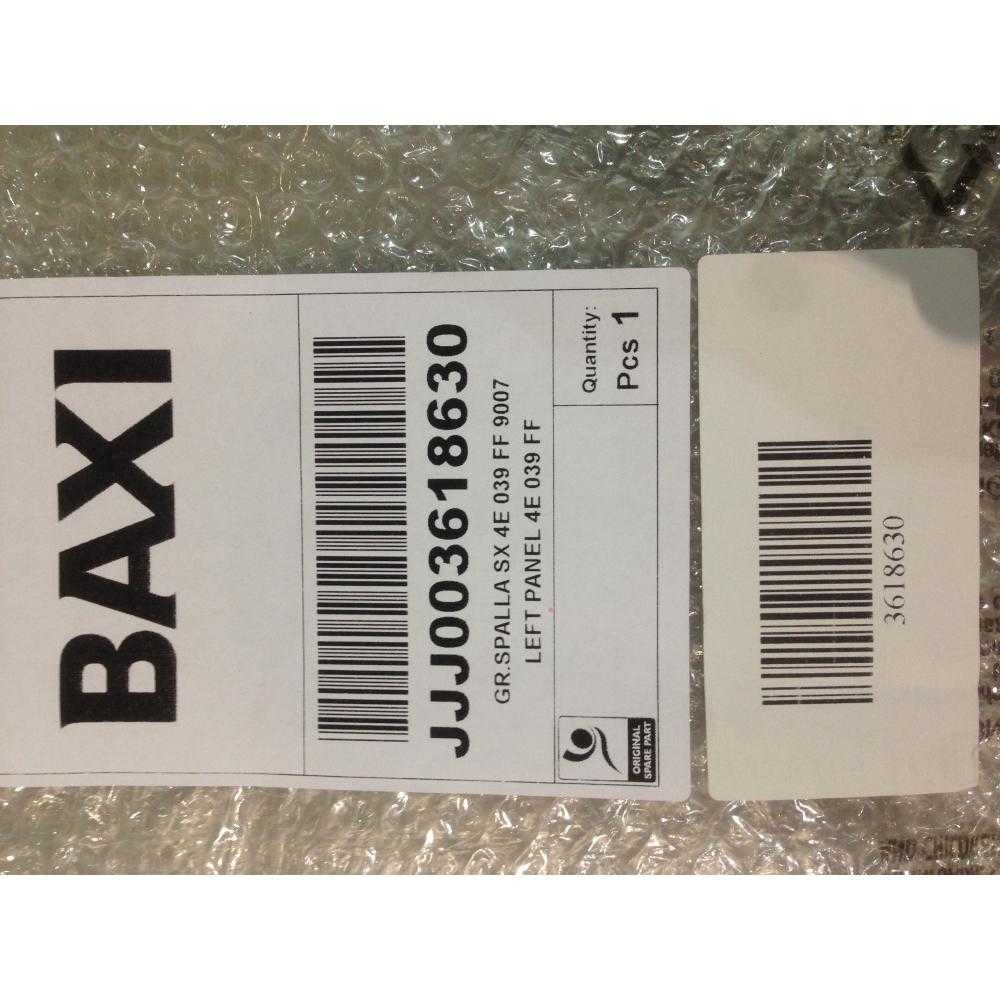 BAXI
JJJ003618630
GR.SPALLA SX 4E 039 FF 9007
LEFT PANEL 4E 039 FF
ORIGINAL
SPARE PART
Quantity:
Pcs 1
3618630